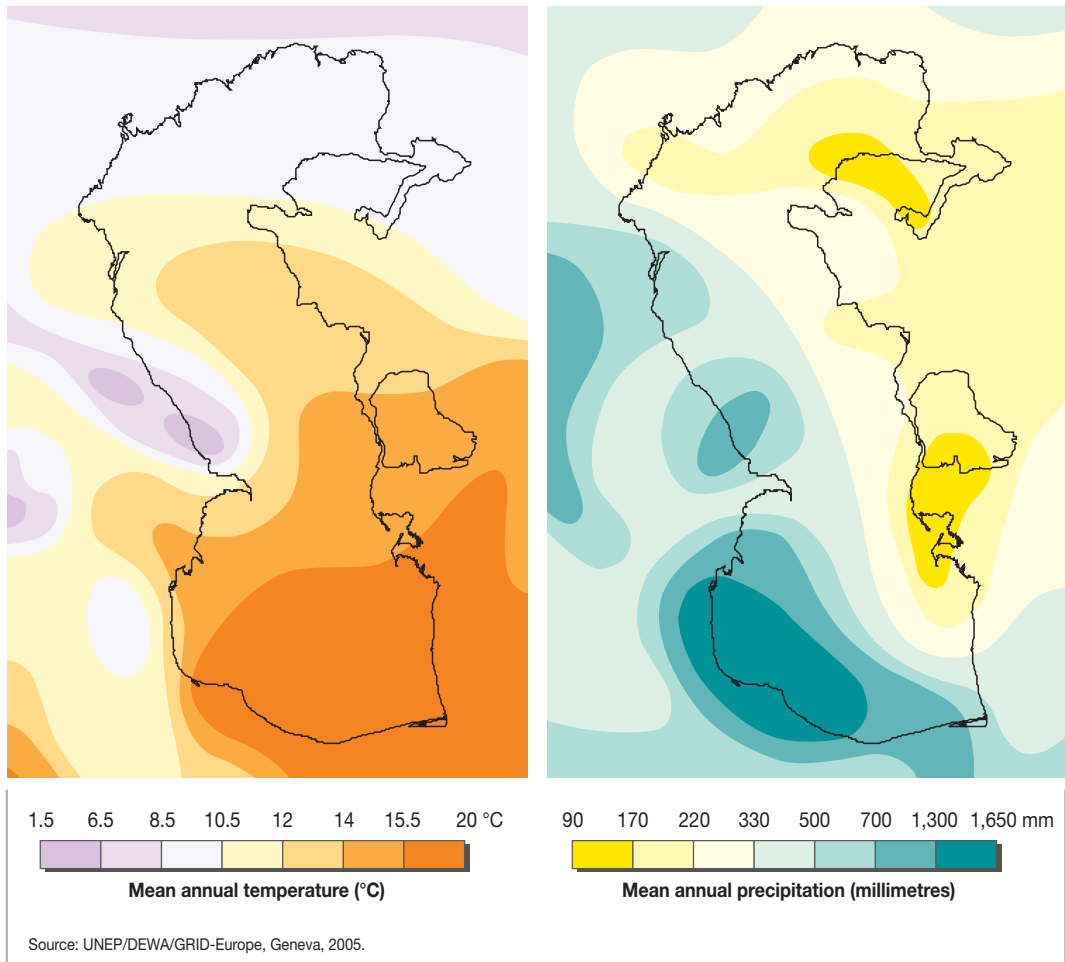 1.5 6.5 8.5 10.5 12 14 15.5 20 °C
Mean annual temperature (°C)
90 170 220 330 500 700 1,300 1,650 mm
Mean annual precipitation (millimetres)
Source: UNEP/DEWA/GRID-Europe, Geneva, 2005.